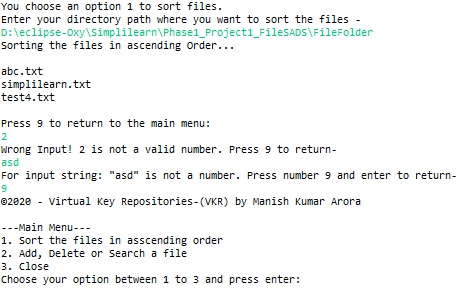 You choose an option 1 to sort files.
Enter your directory path where you want to sort the files -
D:\eclipse-Oxy\Simplilearn\Phase1_Project1_FileSADS\FileFolder
Sorting the files in ascending Order...
abc.txt
simplilearn.txt
test4.txt
Press 9 to return to the main menu:
2
Wrong Input! 2 is not a valid number. Press 9 to return-
asd
For input string: "asd" is not a number. Press number 9 and enter to return-
9
©2020 - Virtual Key Repositories-(VKR) by Manish Kumar Arora
---Main Menu---
1. Sort the files in asscending order
2. Add, Delete or Search a file
3. Close
Choose your option between 1 to 3 and press enter: